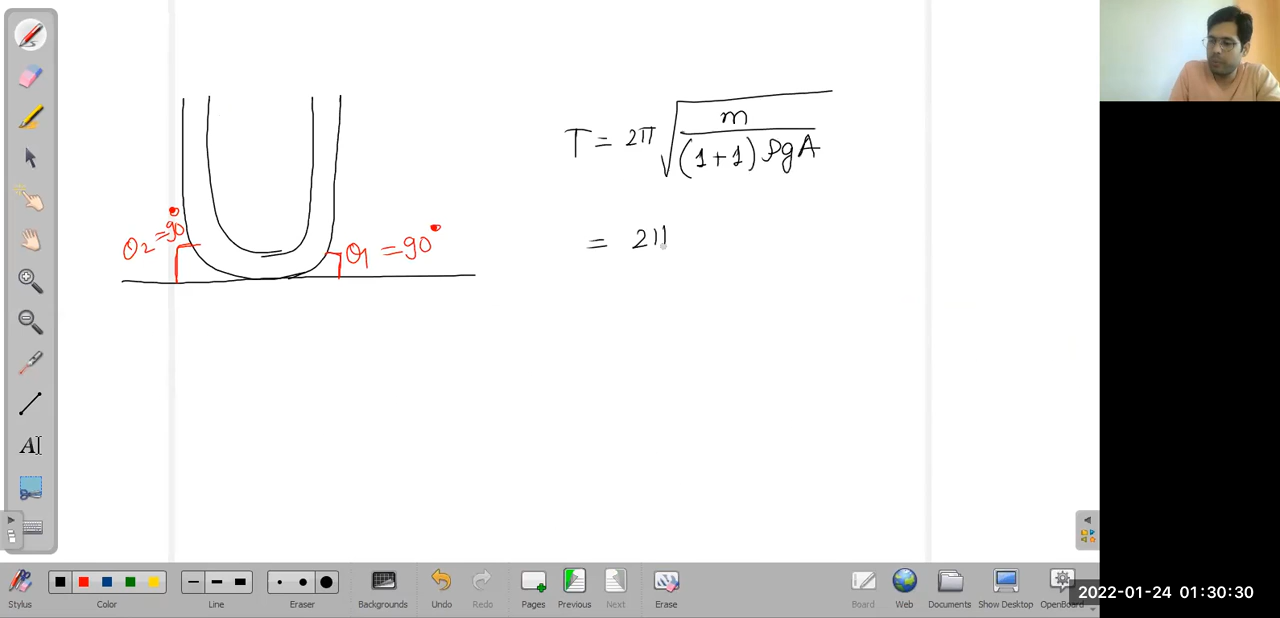 T = 2π √ m / (1+1) ρgA
θ2 = 90°
θ1 = 90°
= 2π
A
Stylus
Color
Line
Eraser
Backgrounds
Undo
Redo
Pages
Previous
Next
Erase
Board
Web
Documents
Show Desktop
OpenBoard
2022-01-24 01:30:30